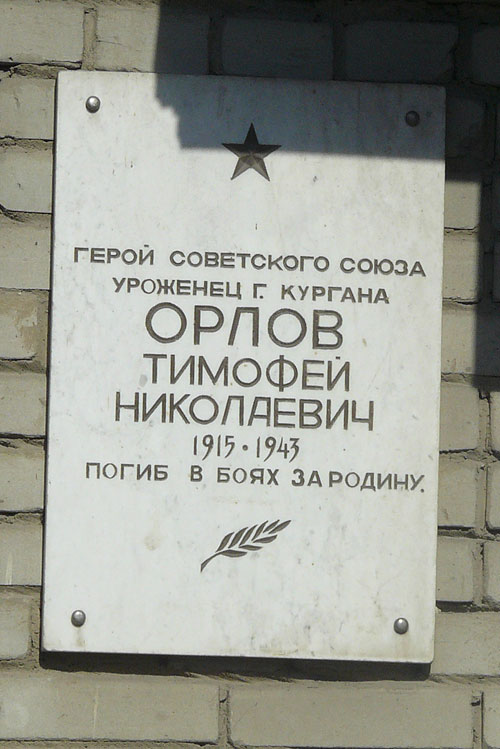 ГЕРОЙ СОВЕТСКОГО СОЮЗА
УРОЖЕНЕЦ Г. КУРГАНА
ОРЛОВ
ТИМОФЕЙ
НИКОЛАЕВИЧ
1915 · 1943
ПОГИБ В БОЯХ ЗА РОДИНУ.